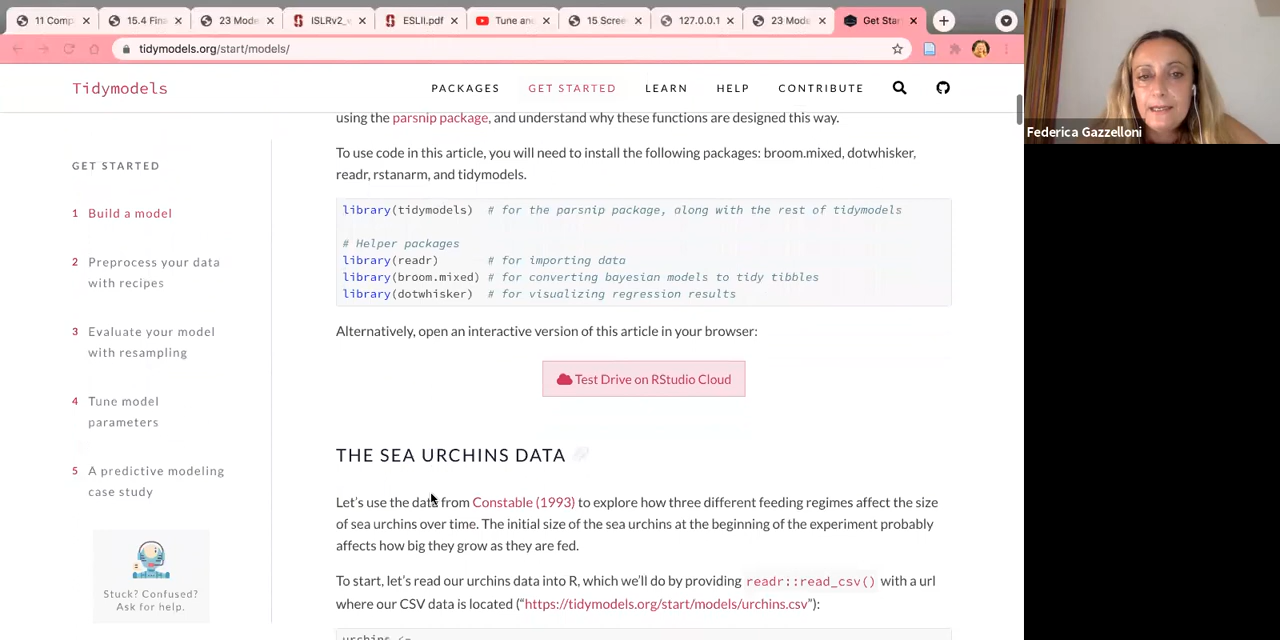 11 Comp
15.4 Fin
23 Mode
ISLRv2_
ESLII.pdf
Tune an
15 Scree
127.0.0.1
23 Mode
Get Star
tidymodels.org/start/models/
Tidymodels
PACKAGES
GET STARTED
LEARN
HELP
CONTRIBUTE
Federica Gazzelloni
GET STARTED
1 Build a model
2 Preprocess your data
with recipes
3 Evaluate your model
with resampling
4 Tune model
parameters
5 A predictive modeling
case study
Stuck? Confused?
Ask for help.
using the parsnip package, and understand why these functions are designed this way.
To use code in this article, you will need to install the following packages: broom.mixed, dotwhisker,
readr, rstanarm, and tidymodels.
library(tidymodels) # for the parsnip package, along with the rest of tidymodels
# Helper packages
library(readr) # for importing data
library(broom.mixed) # for converting bayesian models to tidy tibbles
library(dotwhisker) # for visualizing regression results
Alternatively, open an interactive version of this article in your browser:
Test Drive on RStudio Cloud
THE SEA URCHINS DATA
Let's use the data from Constable (1993) to explore how three different feeding regimes affect the size
of sea urchins over time. The initial size of the sea urchins at the beginning of the experiment probably
affects how big they grow as they are fed.
To start, let's read our urchins data into R, which we'll do by providing readr::read_csv() with a url
where our CSV data is located ("https://tidymodels.org/start/models/urchins.csv"):
urchins <-